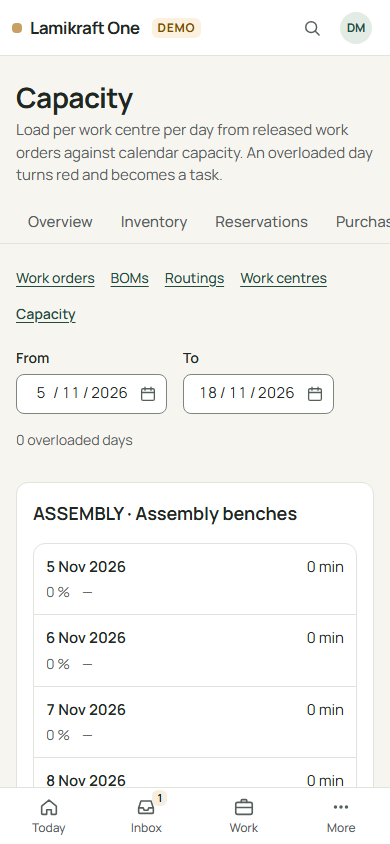 Lamikraft One DEMO DM
Capacity
Load per work centre per day from released work
orders against calendar capacity. An overloaded day
turns red and becomes a task.
Overview Inventory Reservations Purchas
Work orders BOMs Routings Work centres
Capacity
From To
5 / 11 / 2026 18 / 11 / 2026
0 overloaded days
ASSEMBLY · Assembly benches
5 Nov 2026 0 min
0 % —
6 Nov 2026 0 min
0 % —
7 Nov 2026 0 min
0 % —
8 Nov 2026 0 min
1
Today Inbox Work More